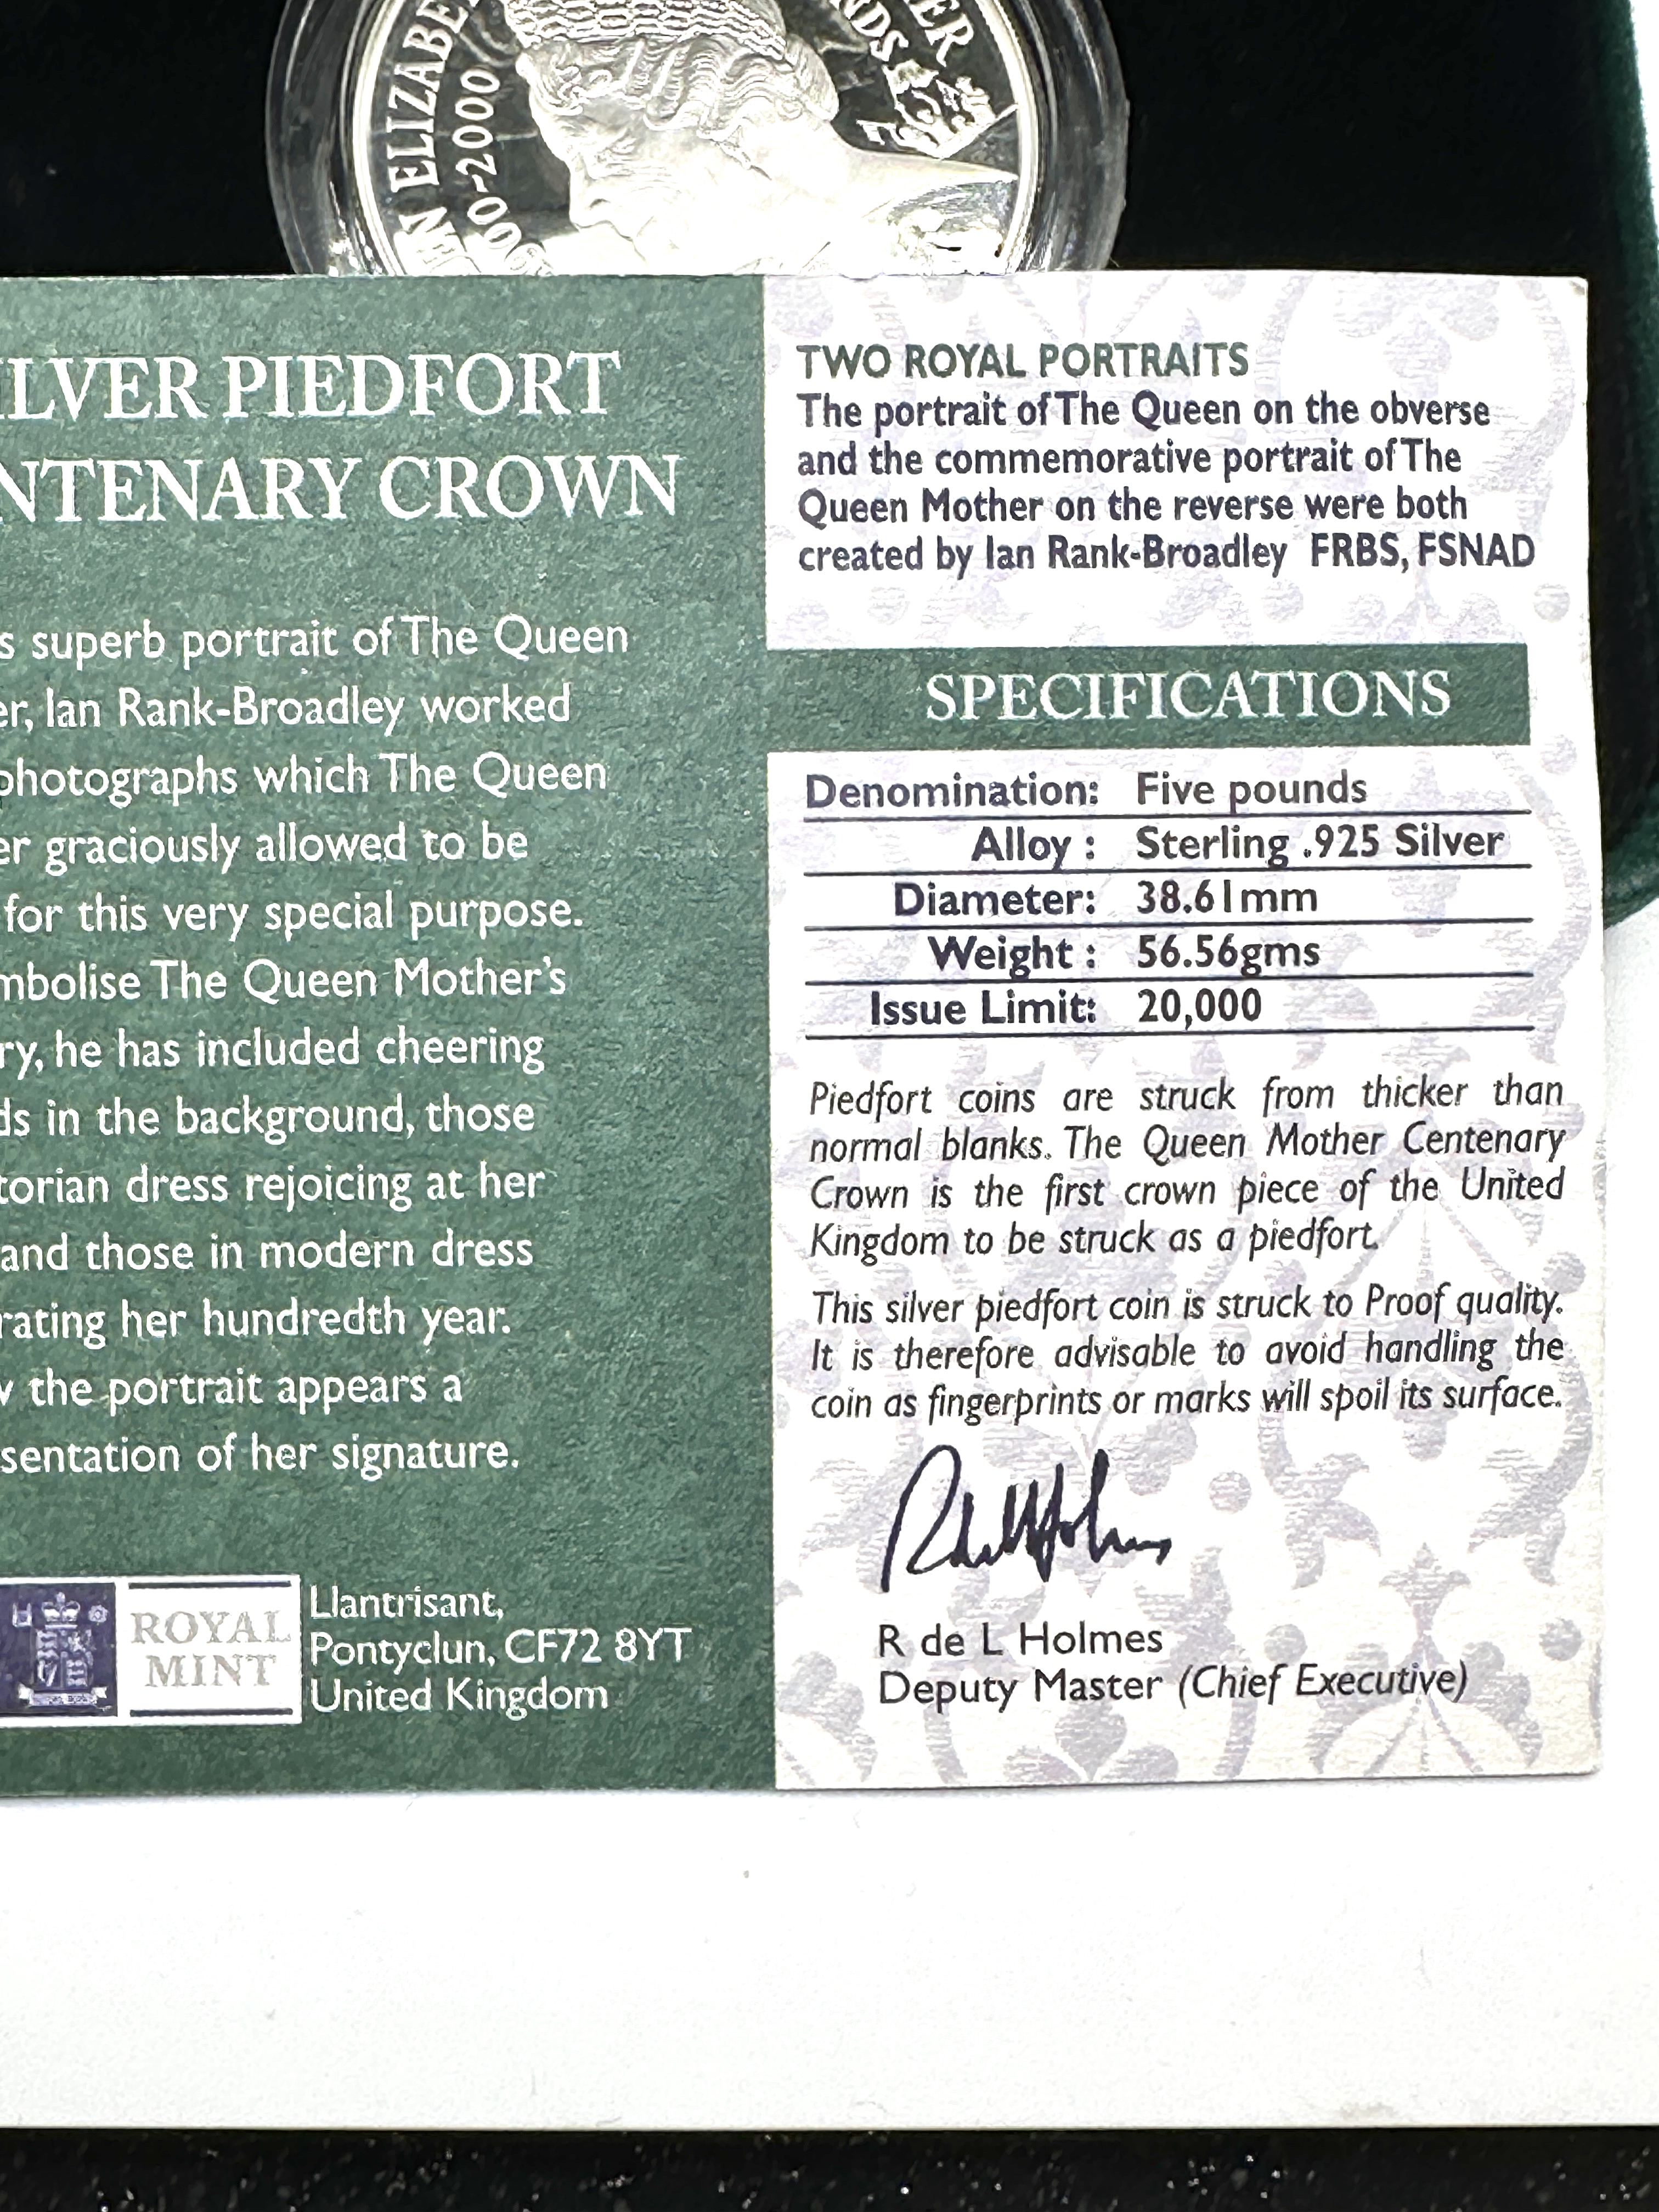 ELIZABE
0-2000
ER
NDS
LVER PIEDFORT
NTENARY CROWN
s superb portrait of The Queen
er, Ian Rank-Broadley worked
photographs which The Queen
er graciously allowed to be
for this very special purpose.
mbolise The Queen Mother's
ry, he has included cheering
ds in the background, those
torian dress rejoicing at her
and those in modern dress
rating her hundredth year.
the portrait appears a
sentation of her signature.
ROYAL
MINT
Llantrisant,
Pontyclun, CF72 8YT
United Kingdom
TWO ROYAL PORTRAITS
The portrait of The Queen on the obverse
and the commemorative portrait of The
Queen Mother on the reverse were both
created by Ian Rank-Broadley FRBS, FSNAD
SPECIFICATIONS
Denomination: Five pounds
Alloy : Sterling .925 Silver
Diameter: 38.61mm
Weight : 56.56gms
Issue Limit: 20,000
Piedfort coins are struck from thicker than
normal blanks. The Queen Mother Centenary
Crown is the first crown piece of the United
Kingdom to be struck as a piedfort.
This silver piedfort coin is struck to Proof quality.
It is therefore advisable to avoid handling the
coin as fingerprints or marks will spoil its surface.
R de L Holmes
Deputy Master (Chief Executive)